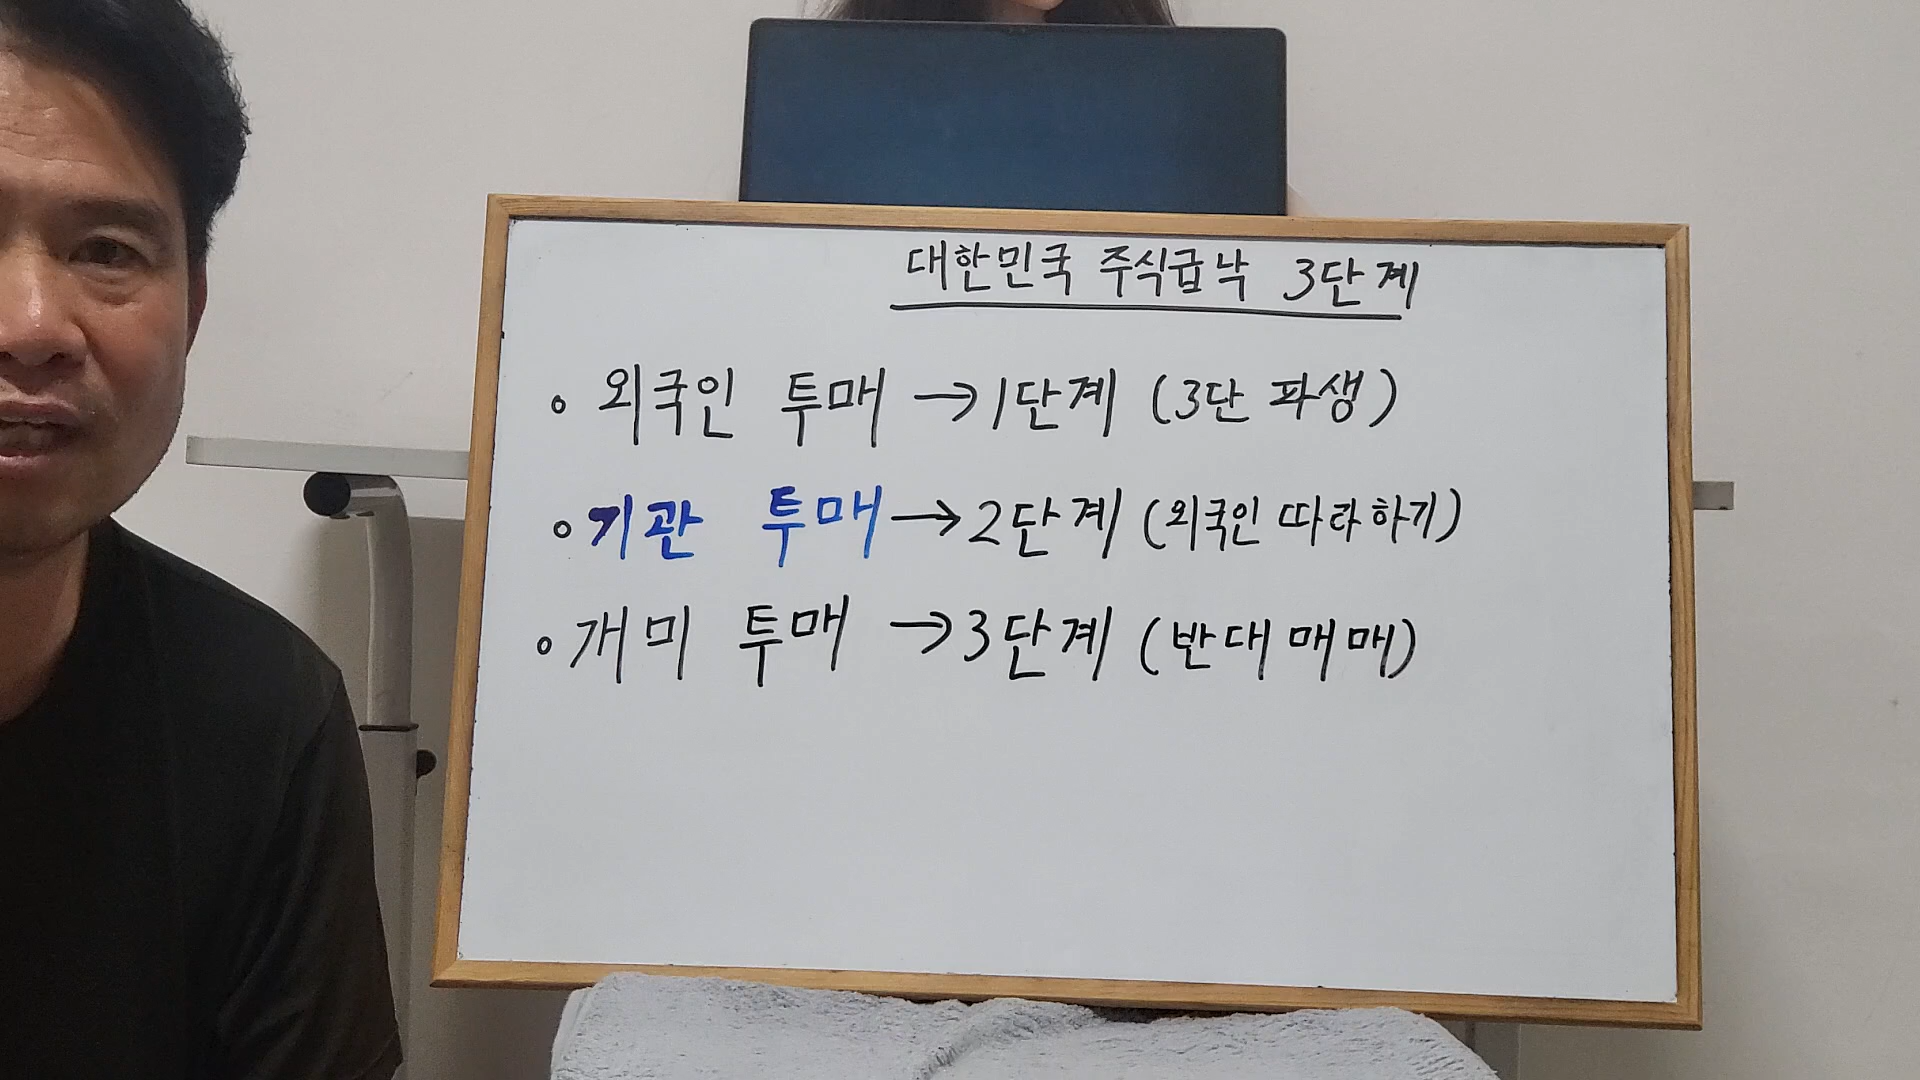 대한민국 주식급낙 3단계
∘ 외국인 투매 →1단계 (3단 파생)
∘ 기관 투매→2단계 (외국인 따라하기)
∘ 개미 투매 →3단계 (반대매매)